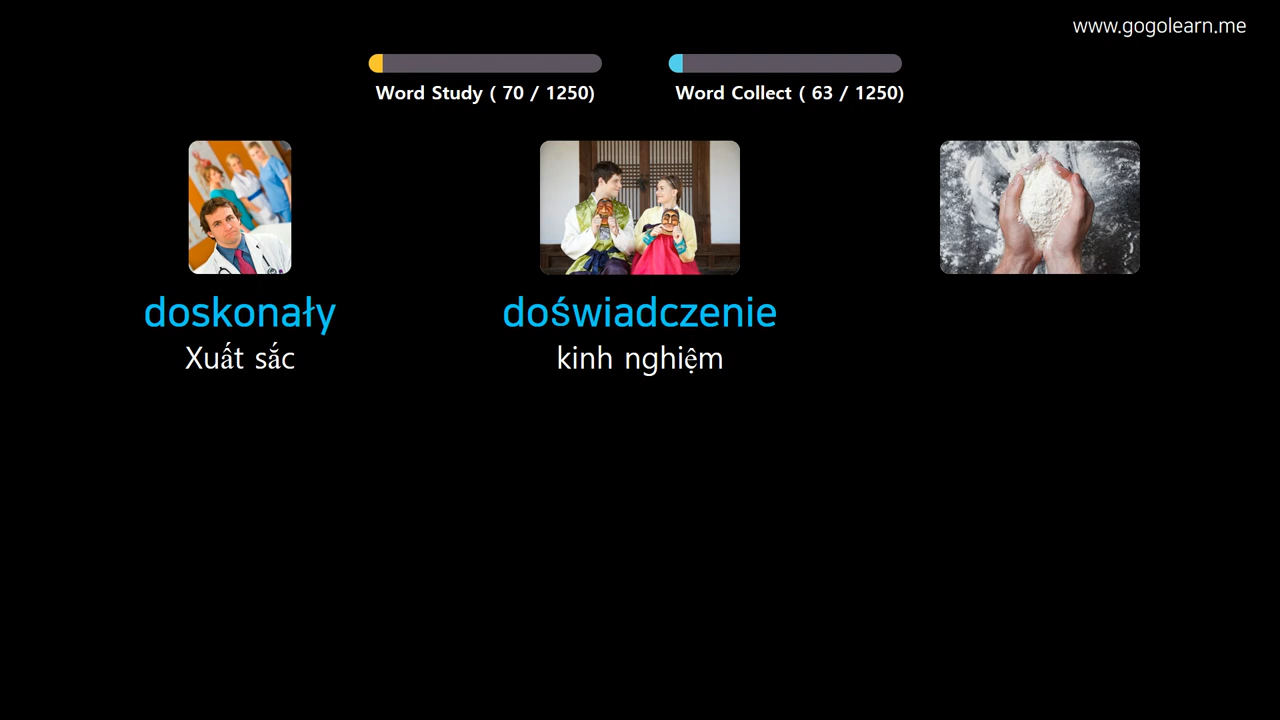 www.gogolearn.me
Word Study ( 70 / 1250)
Word Collect ( 63 / 1250)
doskonały
Xuất sắc
doświadczenie
kinh nghiệm